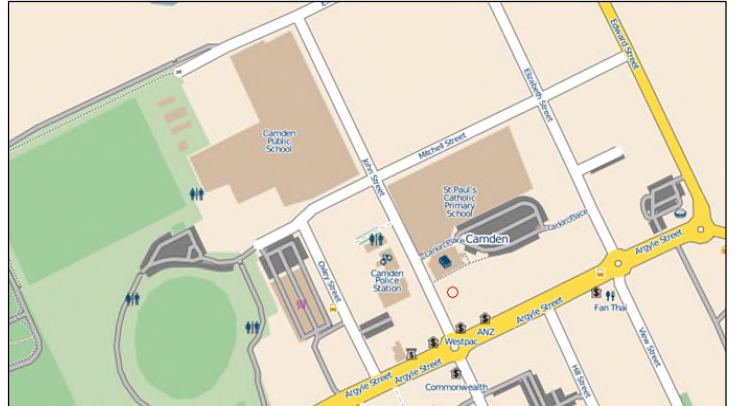 Edward Street
Elizabeth Street
Mitchell Street
Camden
Public
School
John Street
St Paul's
Catholic
Primary
School
Larkin Place
Larkin Place
Camden
Argyle Street
Oxley Street
Camden
Police
Station
Fan Thai
Argyle Street
ANZ
Westpac
View Street
Hill Street
Argyle Street
Argyle Street
Commonwealth